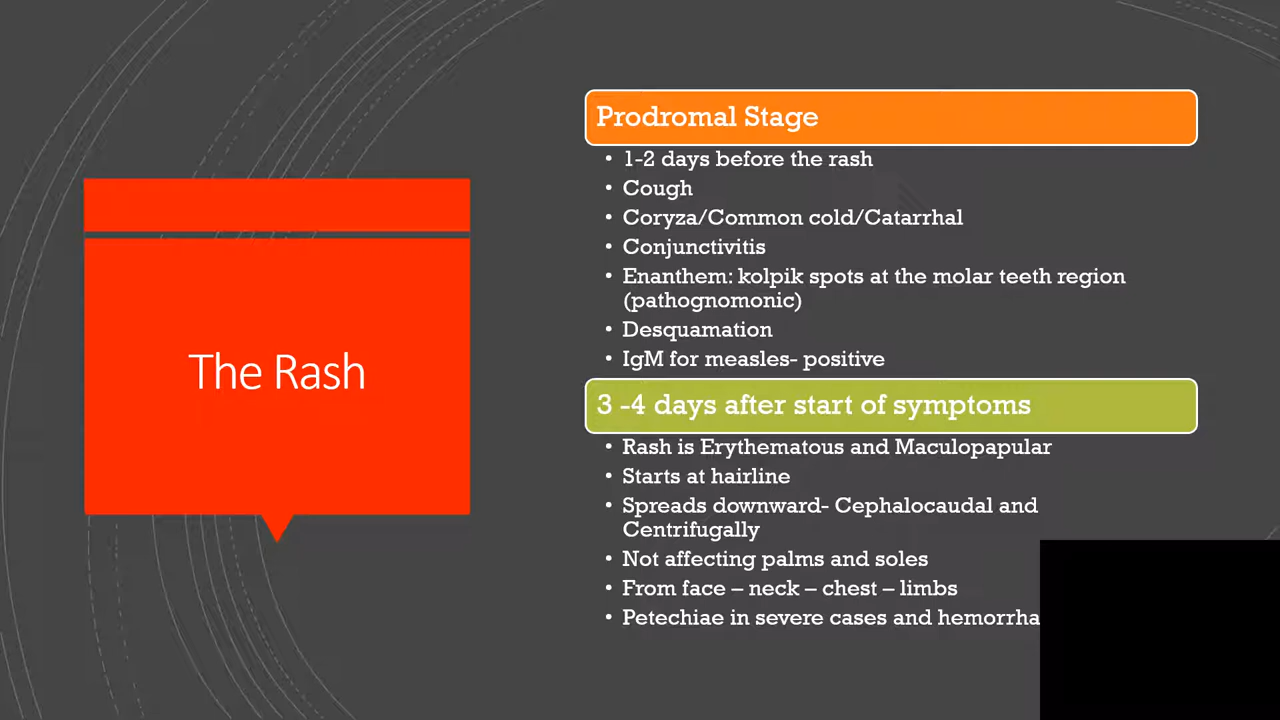 The Rash
Prodromal Stage
• 1-2 days before the rash
• Cough
• Coryza/Common cold/Catarrhal
• Conjunctivitis
• Enanthem: kolpik spots at the molar teeth region
(pathognomonic)
• Desquamation
• IgM for measles- positive
3 -4 days after start of symptoms
• Rash is Erythematous and Maculopapular
• Starts at hairline
• Spreads downward- Cephalocaudal and
Centrifugally
• Not affecting palms and soles
• From face – neck – chest – limbs
• Petechiae in severe cases and